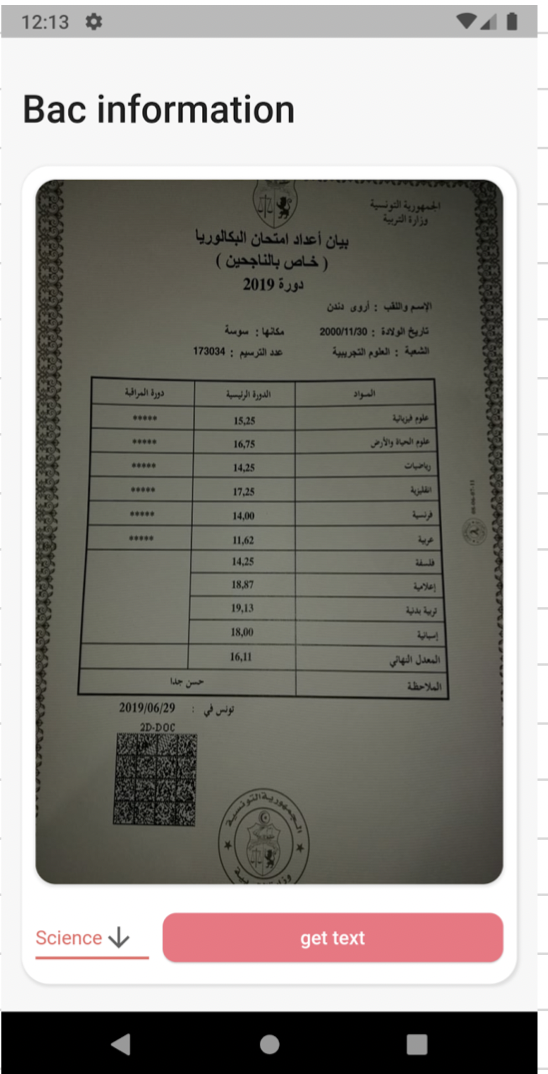 12:13
Bac information
الجمهورية التونسية
وزارة التربية
بيان أعداد امتحان البكالوريا
( خاص بالناجحين )
دورة 2019
الإسم واللقب : أروى دندن
تاريخ الولادة : 2000/11/30 مكانها : سوسة
الشعبة : العلوم التجريبية عدد الترسيم : 173034
المـواد الدورة الرئيسية دورة المراقبة
علوم فيزيائية 15,25 *****
علوم الحياة والأرض 16,75 *****
رياضيات 14,25 *****
انقليزية 17,25 *****
فرنسية 14,00 *****
عربية 11,62 *****
فلسفة 14,25
إعلامية 18,87
تربية بدنية 19,13
إسبانية 18,00
المعدل النهائي 16,11
الملاحظة حسن جدا
تونس في : 2019/06/29
2D-DOC
الجمهورية التونسية
وزارة
Science
get text